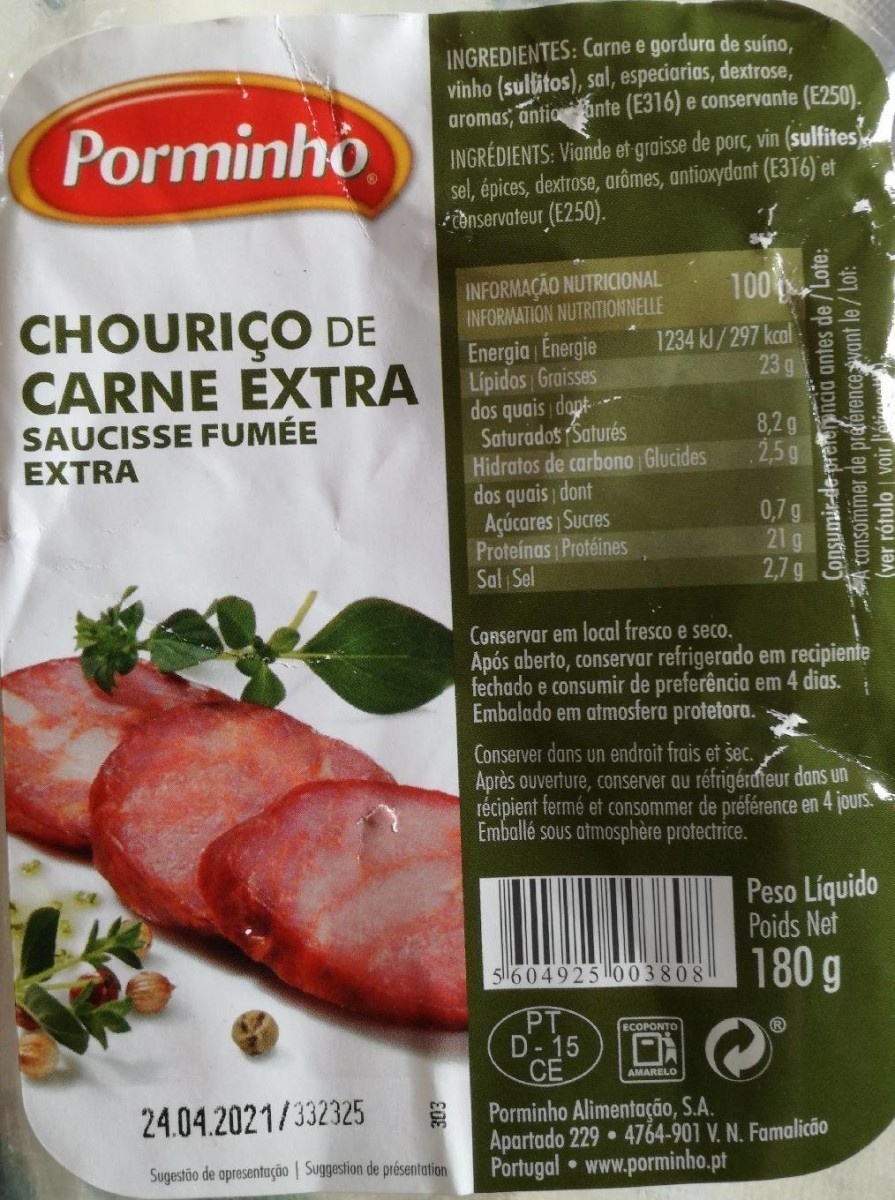 Porminho®
CHOURIÇO DE
CARNE EXTRA
SAUCISSE FUMÉE
EXTRA
24.04.2021/332325
303
Sugestão de apresentação | Suggestion de présentation
INGREDIENTES: Carne e gordura de suíno,
vinho (sulfitos), sal, especiarias, dextrose,
aromas, (E316) e conservante (E250).
INGRÉDIENTS: Viande et graisse de porc, vin (sulfites),
sel, épices, dextrose, arômes, antioxydant (E316) et
conservateur (E250).
INFORMAÇÃO NUTRICIONAL 100 g
INFORMATION NUTRITIONNELLE
Energia | Énergie 1234 kJ / 297 kcal
Lípidos | Graisses 23 g
dos quais | dont
Saturados | Saturés 8,2 g
Hidratos de carbono | Glucides 2,5 g
dos quais | dont
Açúcares | Sucres 0,7 g
Proteínas | Protéines 21 g
Sal | Sel 2,7 g
Consumir de preferência antes de / Lote:
A consommer de préférence avant le / Lot:
(ver rótulo | voir
Conservar em local fresco e seco.
Após aberto, conservar refrigerado em recipiente
fechado e consumir de preferência em 4 dias.
Embalado em atmosfera protetora.
Conserver dans un endroit frais et sec.
Après ouverture, conserver au réfrigérateur dans un
récipient fermé et consommer de préférence en 4 jours.
Emballé sous atmosphère protectrice.
5 604925 003808
Peso Líquido
Poids Net
180 g
PT
D-15
CE
ECOPONTO
AMARELO
®
Porminho Alimentação, S.A.
Apartado 229 • 4764-901 V. N. Famalicão
Portugal • www.porminho.pt